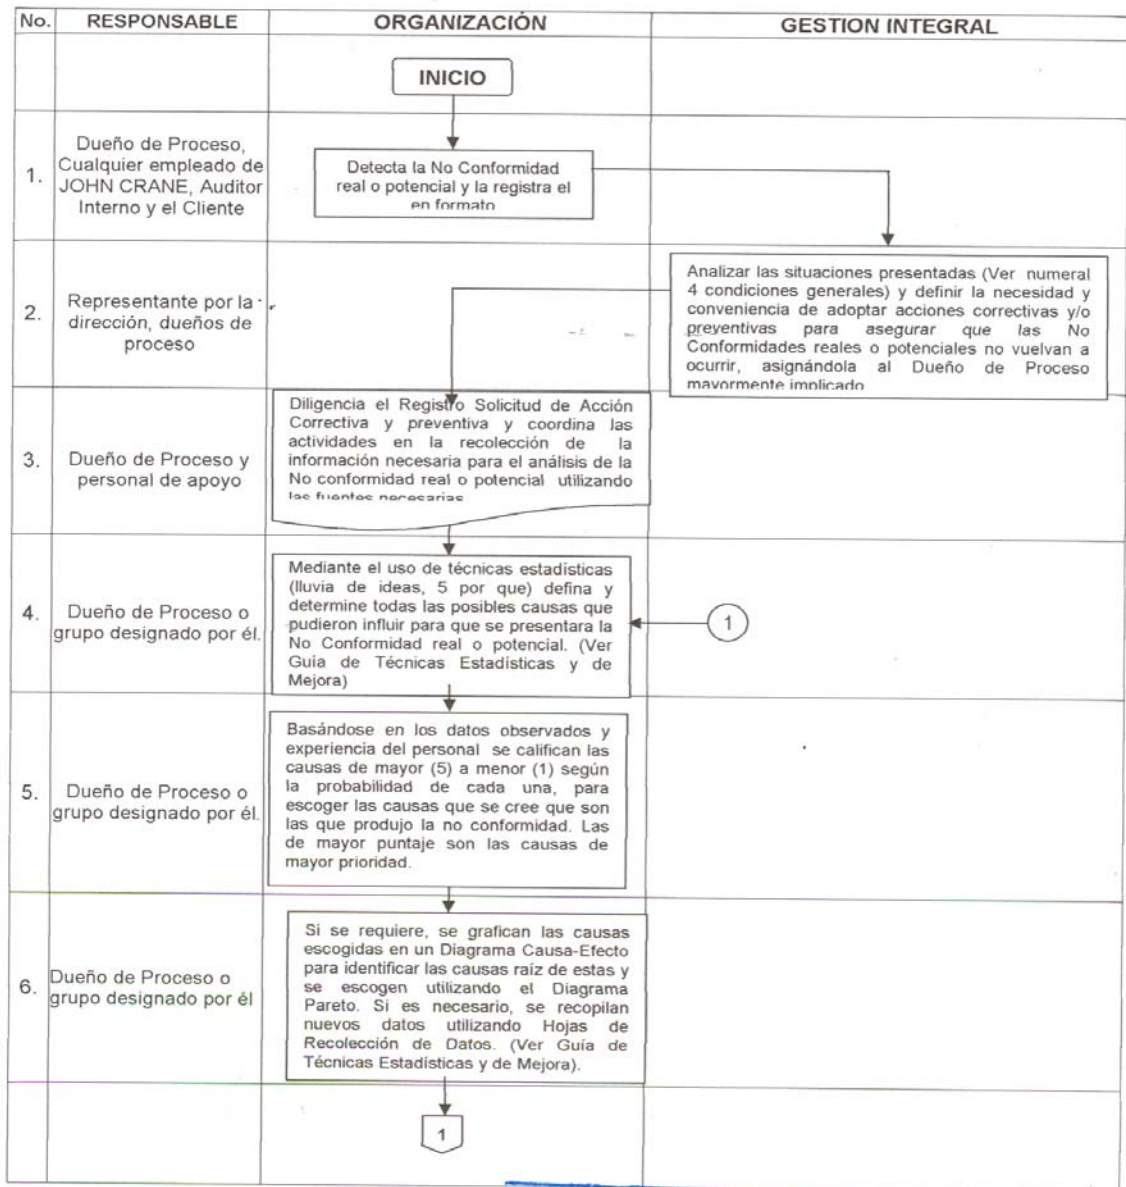 No. RESPONSABLE ORGANIZACIÓN GESTION INTEGRAL
INICIO
1.
Dueño de Proceso,
Cualquier empleado de
JOHN CRANE, Auditor
Interno y el Cliente
Detecta la No Conformidad
real o potencial y la registra el
en formato
2.
Representante por la
dirección, dueños de
proceso
Analizar las situaciones presentadas (Ver numeral
4 condiciones generales) y definir la necesidad y
conveniencia de adoptar acciones correctivas y/o
preventivas para asegurar que las No
Conformidades reales o potenciales no vuelvan a
ocurrir, asignándola al Dueño de Proceso
mayormente implicado
3.
Dueño de Proceso y
personal de apoyo
Diligencia el Registro Solicitud de Acción
Correctiva y preventiva y coordina las
actividades en la recolección de la
información necesaria para el análisis de la
No conformidad real o potencial utilizando
las fuentes necesarias
4.
Dueño de Proceso o
grupo designado por él.
Mediante el uso de técnicas estadísticas
(lluvia de ideas, 5 por que) defina y
determine todas las posibles causas que
pudieron influir para que se presentara la
No Conformidad real o potencial. (Ver
Guía de Técnicas Estadísticas y de
Mejora)
1
5.
Dueño de Proceso o
grupo designado por él.
Basándose en los datos observados y
experiencia del personal se califican las
causas de mayor (5) a menor (1) según
la probabilidad de cada una, para
escoger las causas que se cree que son
las que produjo la no conformidad. Las
de mayor puntaje son las causas de
mayor prioridad.
6.
Dueño de Proceso o
grupo designado por él
Si se requiere, se grafican las causas
escogidas en un Diagrama Causa-Efecto
para identificar las causas raíz de estas y
se escogen utilizando el Diagrama
Pareto. Si es necesario, se recopilan
nuevos datos utilizando Hojas de
Recolección de Datos. (Ver Guía de
Técnicas Estadísticas y de Mejora).
1